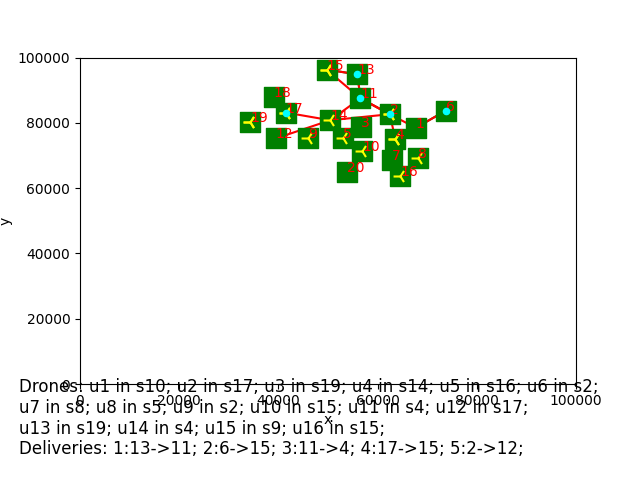 100000
80000
60000
40000
20000
0
y
0 20000 40000 60000 80000 100000
x
Drones: u1 in s10; u2 in s17; u3 in s19; u4 in s14; u5 in s16; u6 in s2;
u7 in s8; u8 in s5; u9 in s2; u10 in s15; u11 in s4; u12 in s17;
u13 in s19; u14 in s4; u15 in s9; u16 in s15;
Deliveries: 1:13->11; 2:6->15; 3:11->4; 4:17->15; 5:2->12;